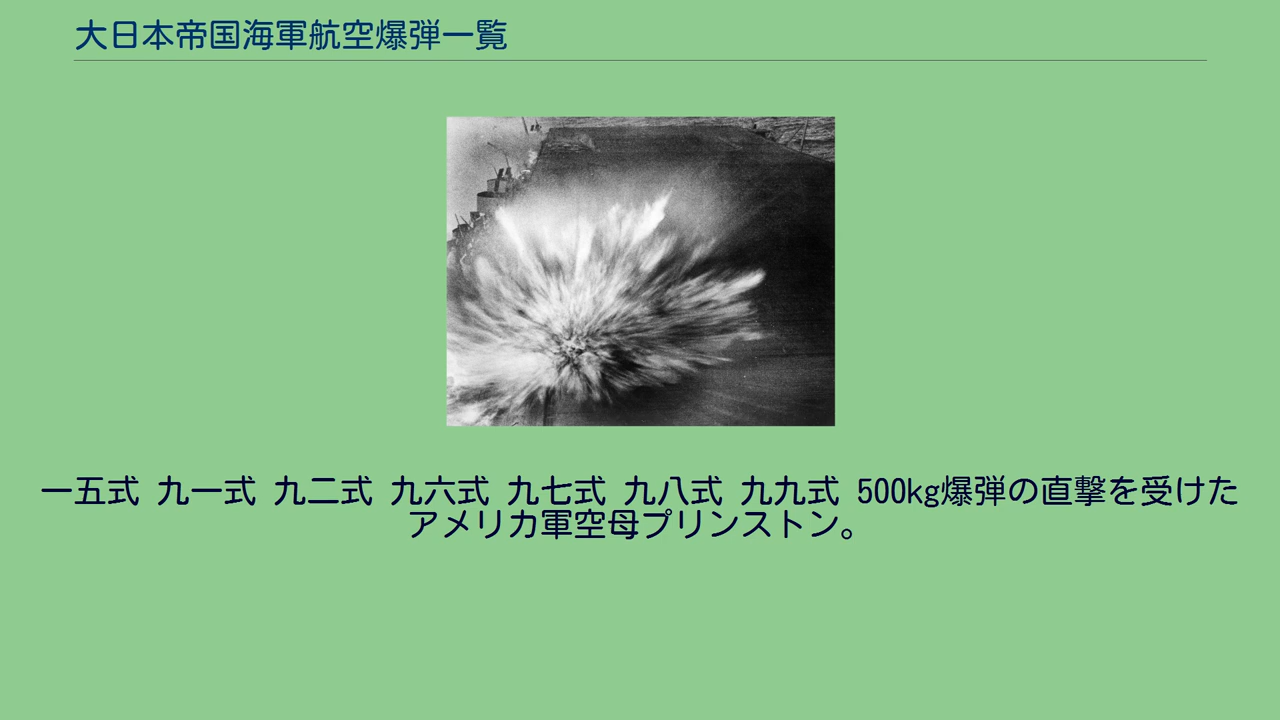 大日本帝国海軍航空爆弾一覧
一五式 九一式 九二式 九六式 九七式 九八式 九九式 500kg爆弾の直撃を受けた
アメリカ軍空母プリンストン。